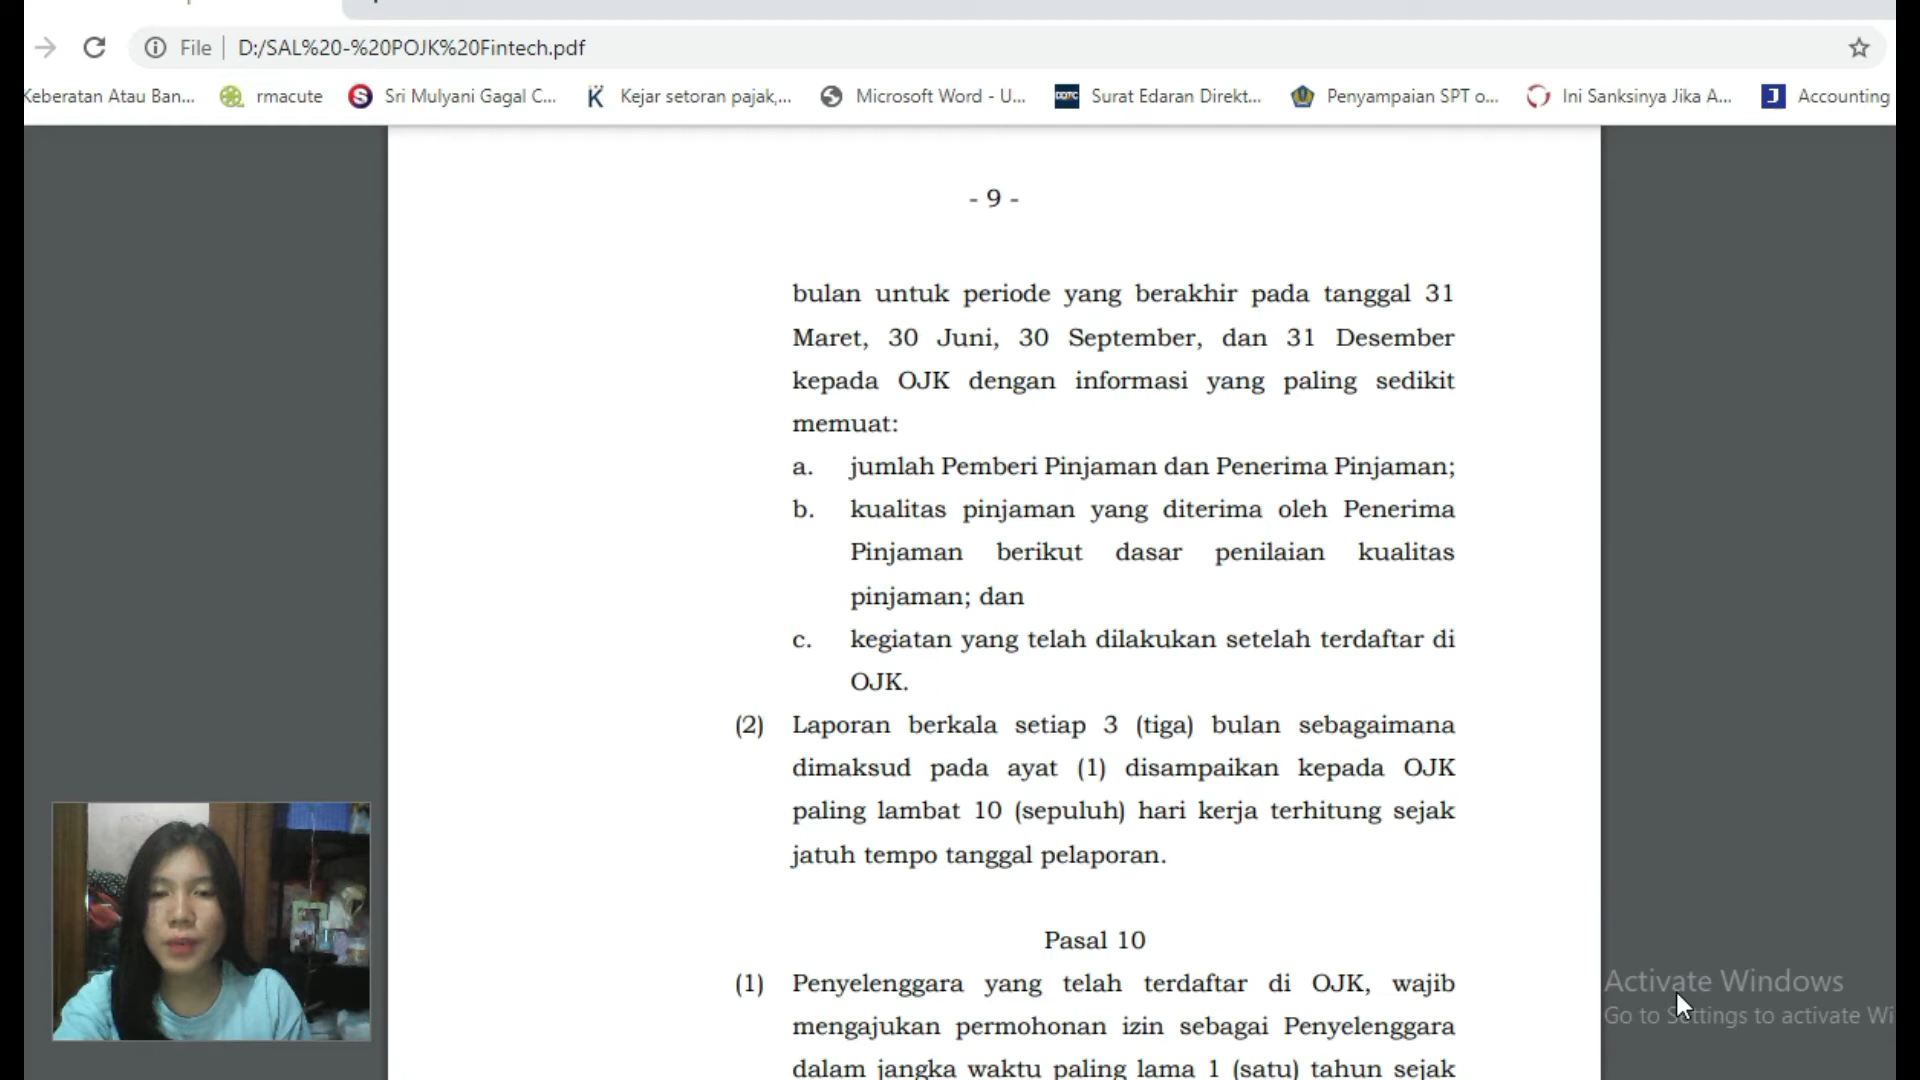 File
D:/SAL%20-%20POJK%20Fintech.pdf
Keberatan Atau Ban...
rmacute
Sri Mulyani Gagal C...
Kejar setoran pajak,...
Microsoft Word - U...
Surat Edaran Direkt...
Penyampaian SPT o...
Ini Sanksinya Jika A...
Accounting
- 9 -
bulan untuk periode yang berakhir pada tanggal 31
Maret, 30 Juni, 30 September, dan 31 Desember
kepada OJK dengan informasi yang paling sedikit
memuat:
a. jumlah Pemberi Pinjaman dan Penerima Pinjaman;
b. kualitas pinjaman yang diterima oleh Penerima
Pinjaman berikut dasar penilaian kualitas
pinjaman; dan
c. kegiatan yang telah dilakukan setelah terdaftar di
OJK.
(2) Laporan berkala setiap 3 (tiga) bulan sebagaimana
dimaksud pada ayat (1) disampaikan kepada OJK
paling lambat 10 (sepuluh) hari kerja terhitung sejak
jatuh tempo tanggal pelaporan.
Pasal 10
(1) Penyelenggara yang telah terdaftar di OJK, wajib
mengajukan permohonan izin sebagai Penyelenggara
dalam jangka waktu paling lama 1 (satu) tahun sejak
Activate Windows
Go to Settings to activate Wi